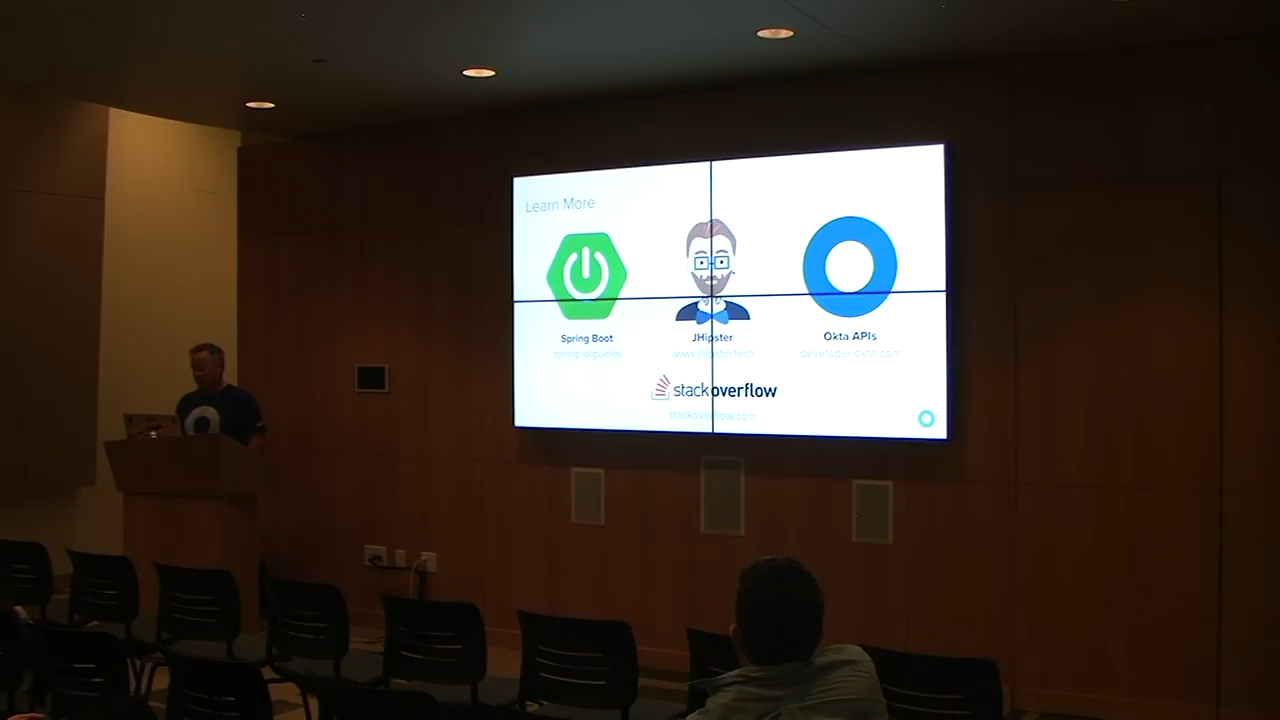 Learn More
Spring Boot
spring.io/guides
JHipster
www.jhipster.tech
Okta APIs
developer.okta.com
stackoverflow
stackoverflow.com